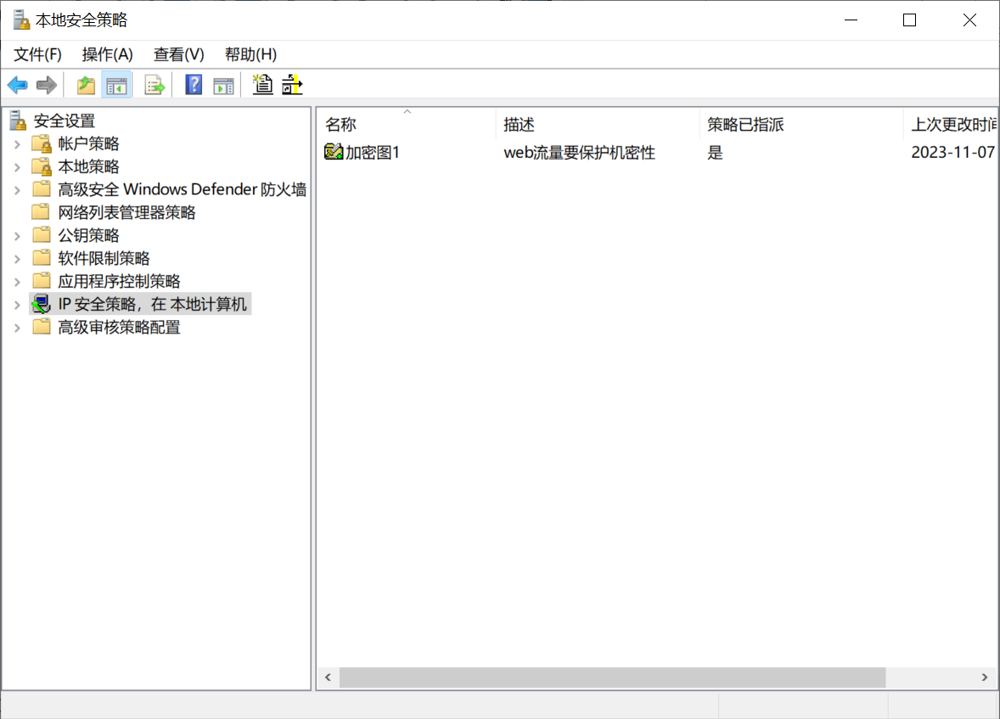 本地安全策略
文件(F) 操作(A) 查看(V) 帮助(H)
安全设置
帐户策略
本地策略
高级安全 Windows Defender 防火墙
网络列表管理器策略
公钥策略
软件限制策略
应用程序控制策略
IP 安全策略，在 本地计算机
高级审核策略配置
名称 描述 策略已指派 上次更改时间
加密图1 web流量要保护机密性 是 2023-11-07